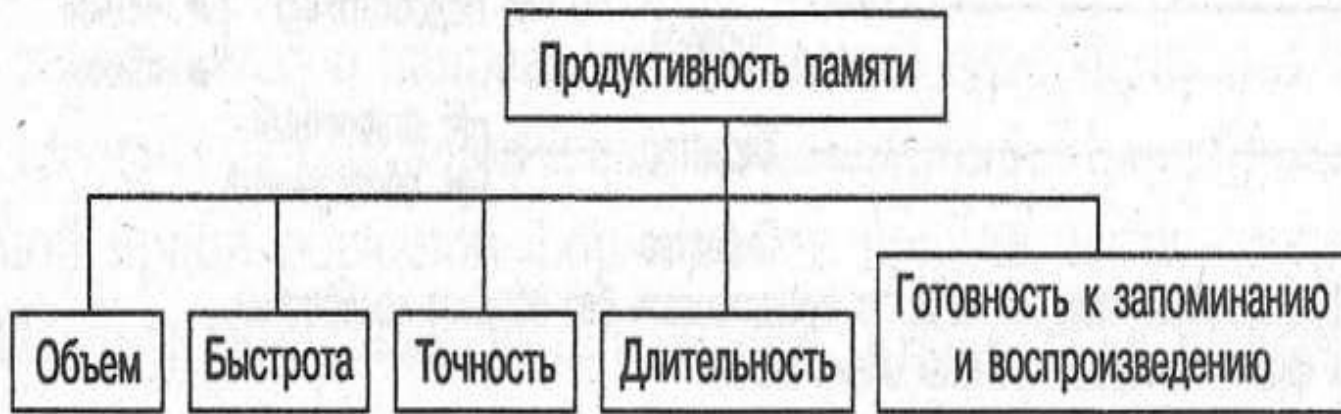 Продуктивность памяти
Объем
Быстрота
Точность
Длительность
Готовность к запоминанию
и воспроизведению